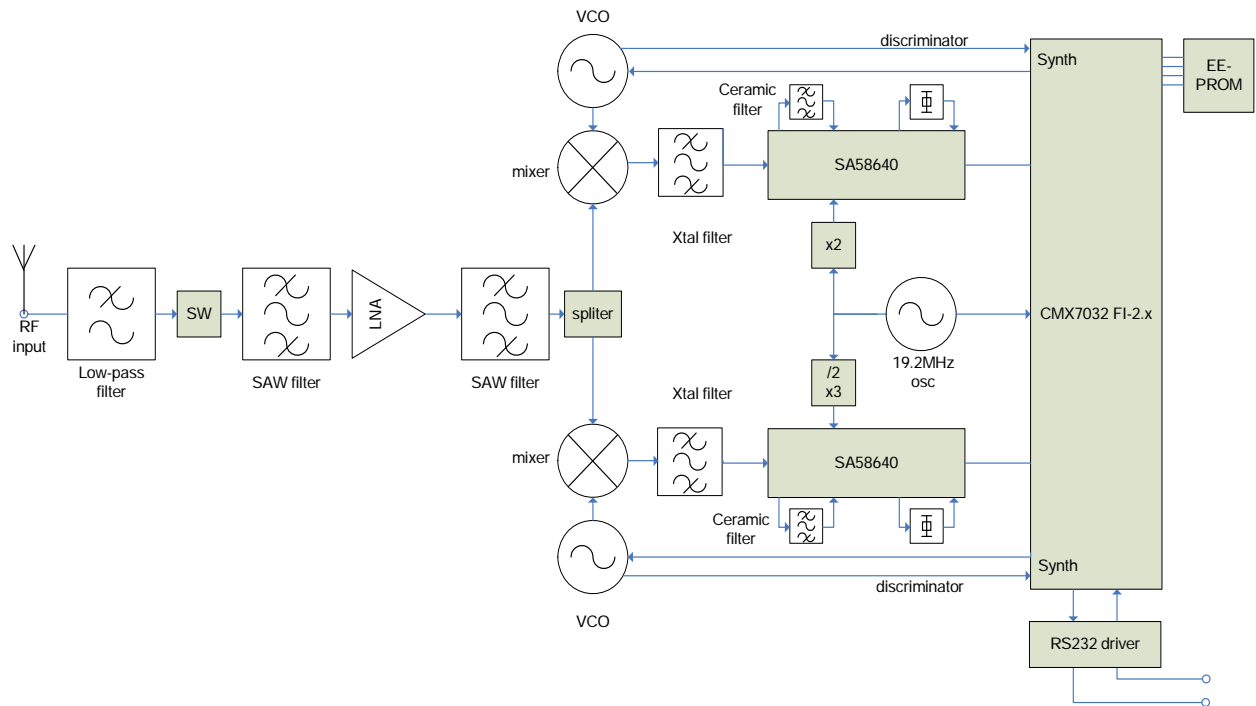 VCO
discriminator
Synth
EE-
PROM
Ceramic
filter
mixer
SA58640
Xtal filter
x2
RF
input
Low-pass
filter
SW
SAW filter
LNA
SAW filter
spliter
19.2MHz
osc
CMX7032 FI-2.x
/2
x3
Xtal filter
mixer
SA58640
Ceramic
filter
Synth
discriminator
VCO
RS232 driver